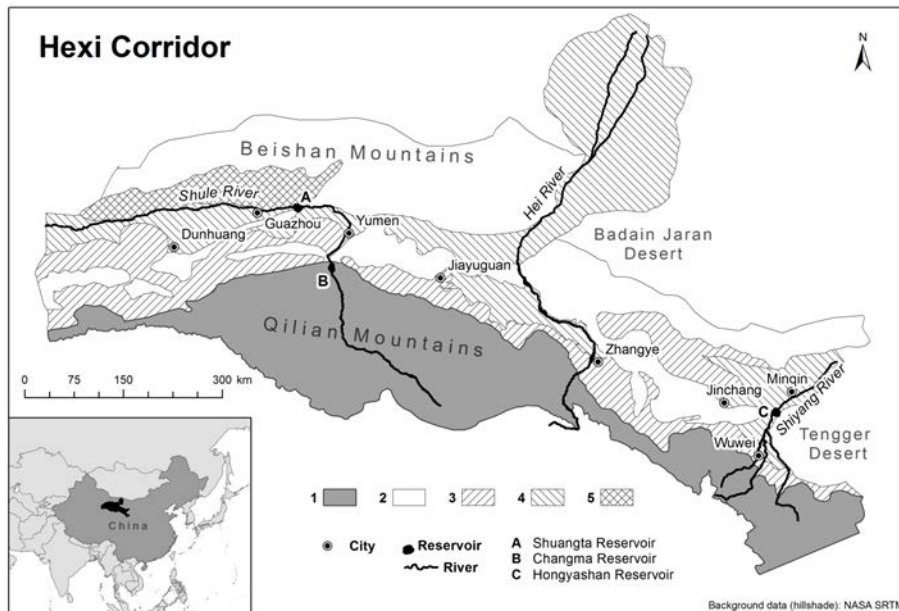 Hexi Corridor
N
Beishan Mountains
Shule River
A
Guazhou
Yumen
Dunhuang
B
Jiayuguan
Hei River
Badain Jaran
Desert
Qilian Mountains
Zhangye
Minqin
Jinchang
C
Shiyang River
Wuwei
Tengger
Desert
0 75 150 300 km
China
1 2 3 4 5
City Reservoir A Shuangta Reservoir
River B Changma Reservoir
C Hongyashan Reservoir
Background data (hillshade): NASA SRTM